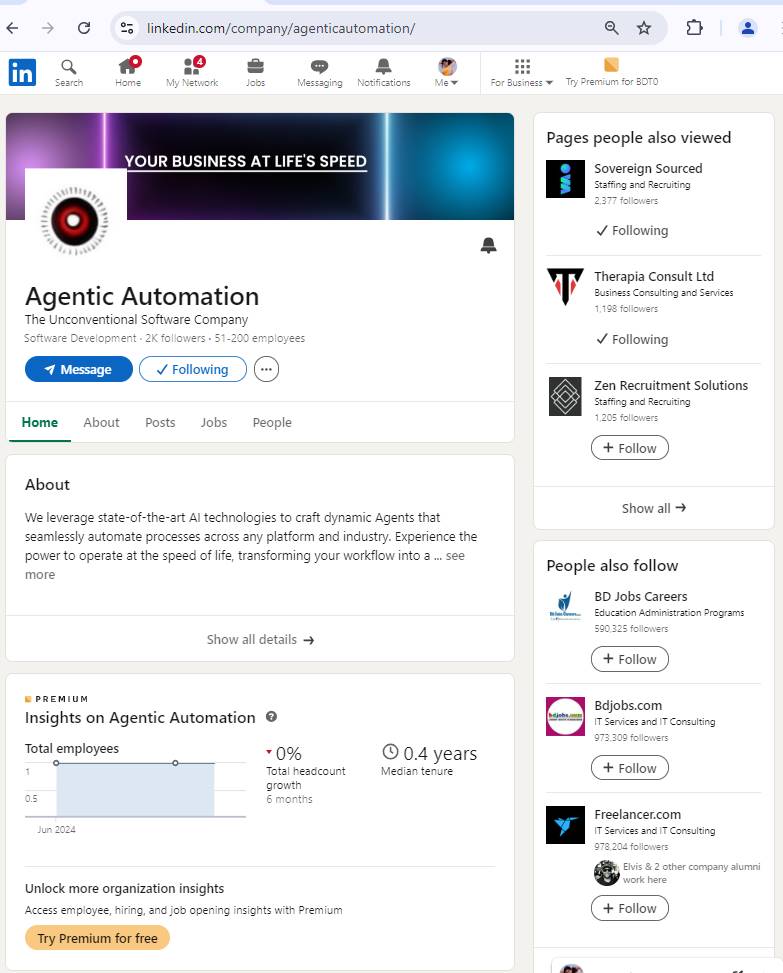 linkedin.com/company/agenticautomation/
in
Search
Home
4
My Network
Jobs
Messaging
Notifications
Me
For Business
Try Premium for BDT0
YOUR BUSINESS AT LIFE'S SPEED
Agentic Automation
The Unconventional Software Company
Software Development · 2K followers · 51-200 employees
Message
Following
Home About Posts Jobs People
About
We leverage state-of-the-art AI technologies to craft dynamic Agents that
seamlessly automate processes across any platform and industry. Experience the
power to operate at the speed of life, transforming your workflow into a ... see
more
Show all details →
PREMIUM
Insights on Agentic Automation
Total employees
1
0.5
Jun 2024
0%
Total headcount
growth
6 months
0.4 years
Median tenure
Unlock more organization insights
Access employee, hiring, and job opening insights with Premium
Try Premium for free
Pages people also viewed
Sovereign Sourced
Staffing and Recruiting
2,377 followers
Following
Therapia Consult Ltd
Business Consulting and Services
1,198 followers
Following
Zen Recruitment Solutions
Staffing and Recruiting
1,205 followers
+ Follow
Show all →
People also follow
BD Jobs Careers
Education Administration Programs
590,325 followers
+ Follow
bdjobs.com
Bdjobs.com
IT Services and IT Consulting
973,309 followers
+ Follow
Freelancer.com
IT Services and IT Consulting
978,204 followers
Elvis & 2 other company alumni
work here
+ Follow